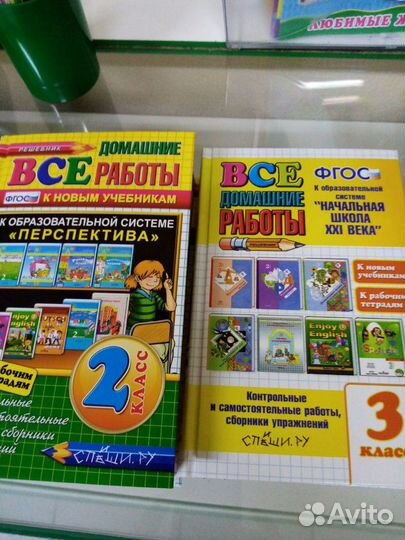 ЛЮБИМЫЕ
РЕШЕБНИК
ВСЕ ДОМАШНИЕ
РАБОТЫ
ФГОС
К НОВЫМ УЧЕБНИКАМ
К ОБРАЗОВАТЕЛЬНОЙ СИСТЕМЕ
«ПЕРСПЕКТИВА»
Enjoy
English
2
КЛАСС
СПИШИ.РУ
ВСЕ
ДОМАШНИЕ
РАБОТЫ
ФГОС
К образовательной
системе
"НАЧАЛЬНАЯ
ШКОЛА
XXI ВЕКА"
К новым
учебникам
К рабочим
тетрадям
Enjoy
English
Контрольные
и самостоятельные работы,
сборники упражнений
СПИШИ.РУ
3
класс
Avito